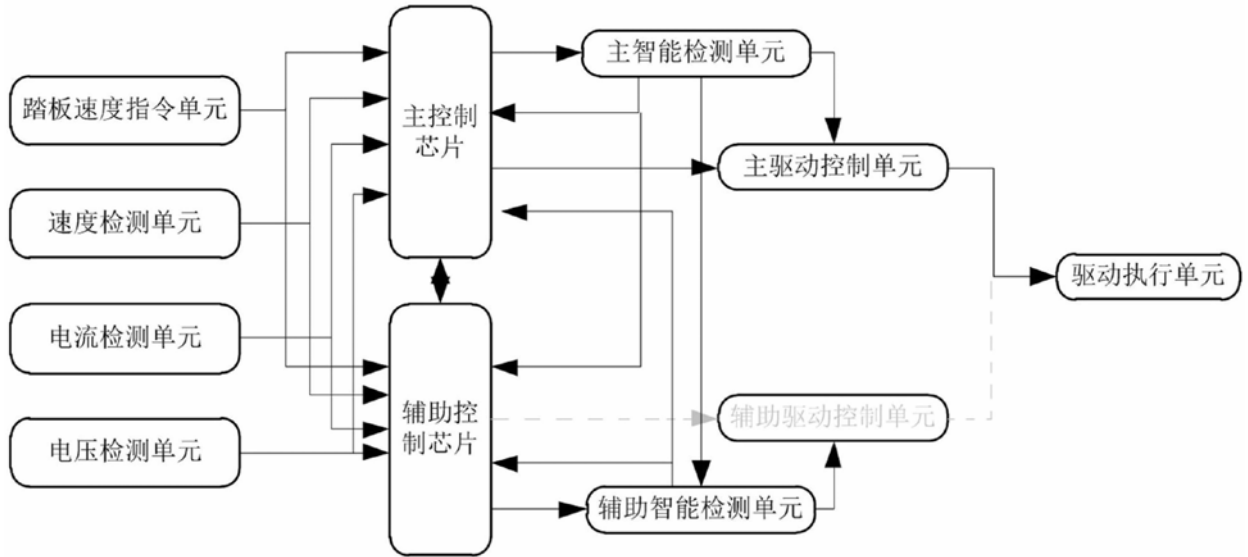 踏板速度指令单元
速度检测单元
电流检测单元
电压检测单元
主控制
芯片
辅助控
制芯片
主智能检测单元
主驱动控制单元
驱动执行单元
辅助驱动控制单元
辅助智能检测单元